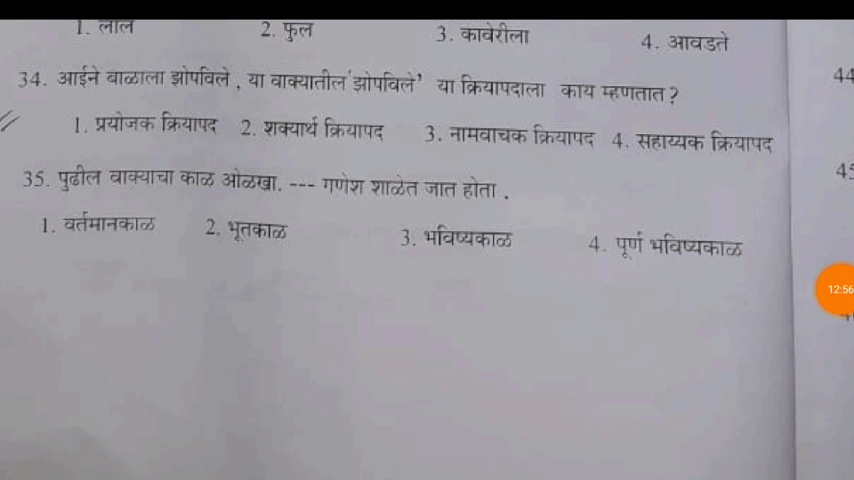 1. लाल 2. फुल 3. कावेरीला 4. आवडते
34. आईने बाळाला झोपविले , या वाक्यातील 'झोपविले' या क्रियापदाला काय म्हणतात ?
1. प्रयोजक क्रियापद 2. शक्यार्थ क्रियापद 3. नामवाचक क्रियापद 4. सहाय्यक क्रियापद
35. पुढील वाक्याचा काळ ओळखा. --- गणेश शाळेत जात होता .
1. वर्तमानकाळ 2. भूतकाळ 3. भविष्यकाळ 4. पूर्ण भविष्यकाळ
44
12:56